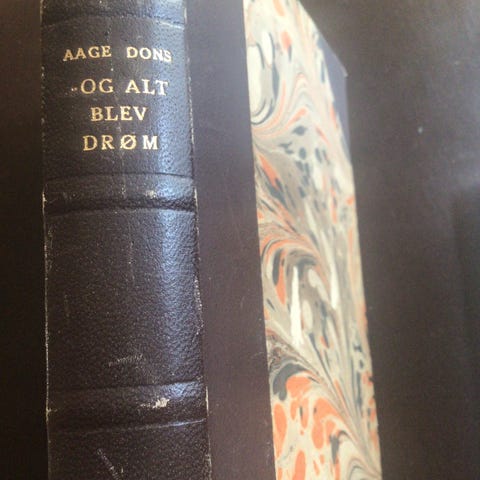 AAGE DONS
-OG ALT
BLEV
DRØM